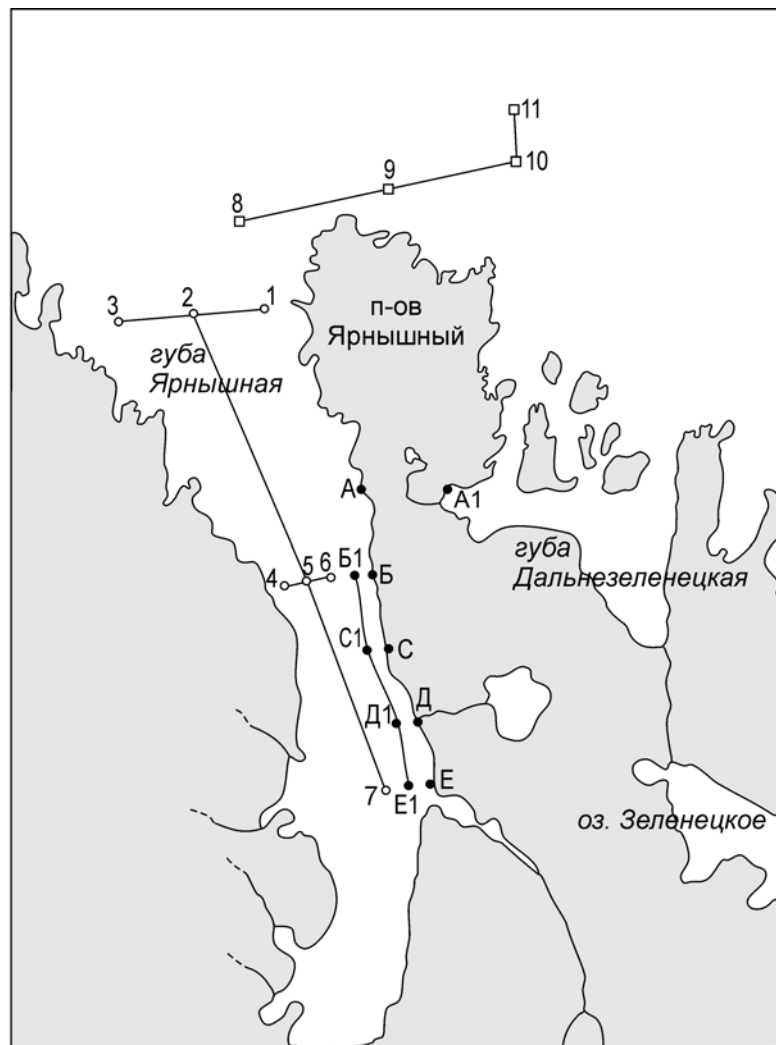 11
10
9
8
1
2
3
п-ов
Ярнышный
губа
Ярнышная
А
А1
губа
Дальнезеленецкая
4
5
6
Б1
Б
С1
С
Д1
Д
7
Е1
Е
оз. Зеленецкое